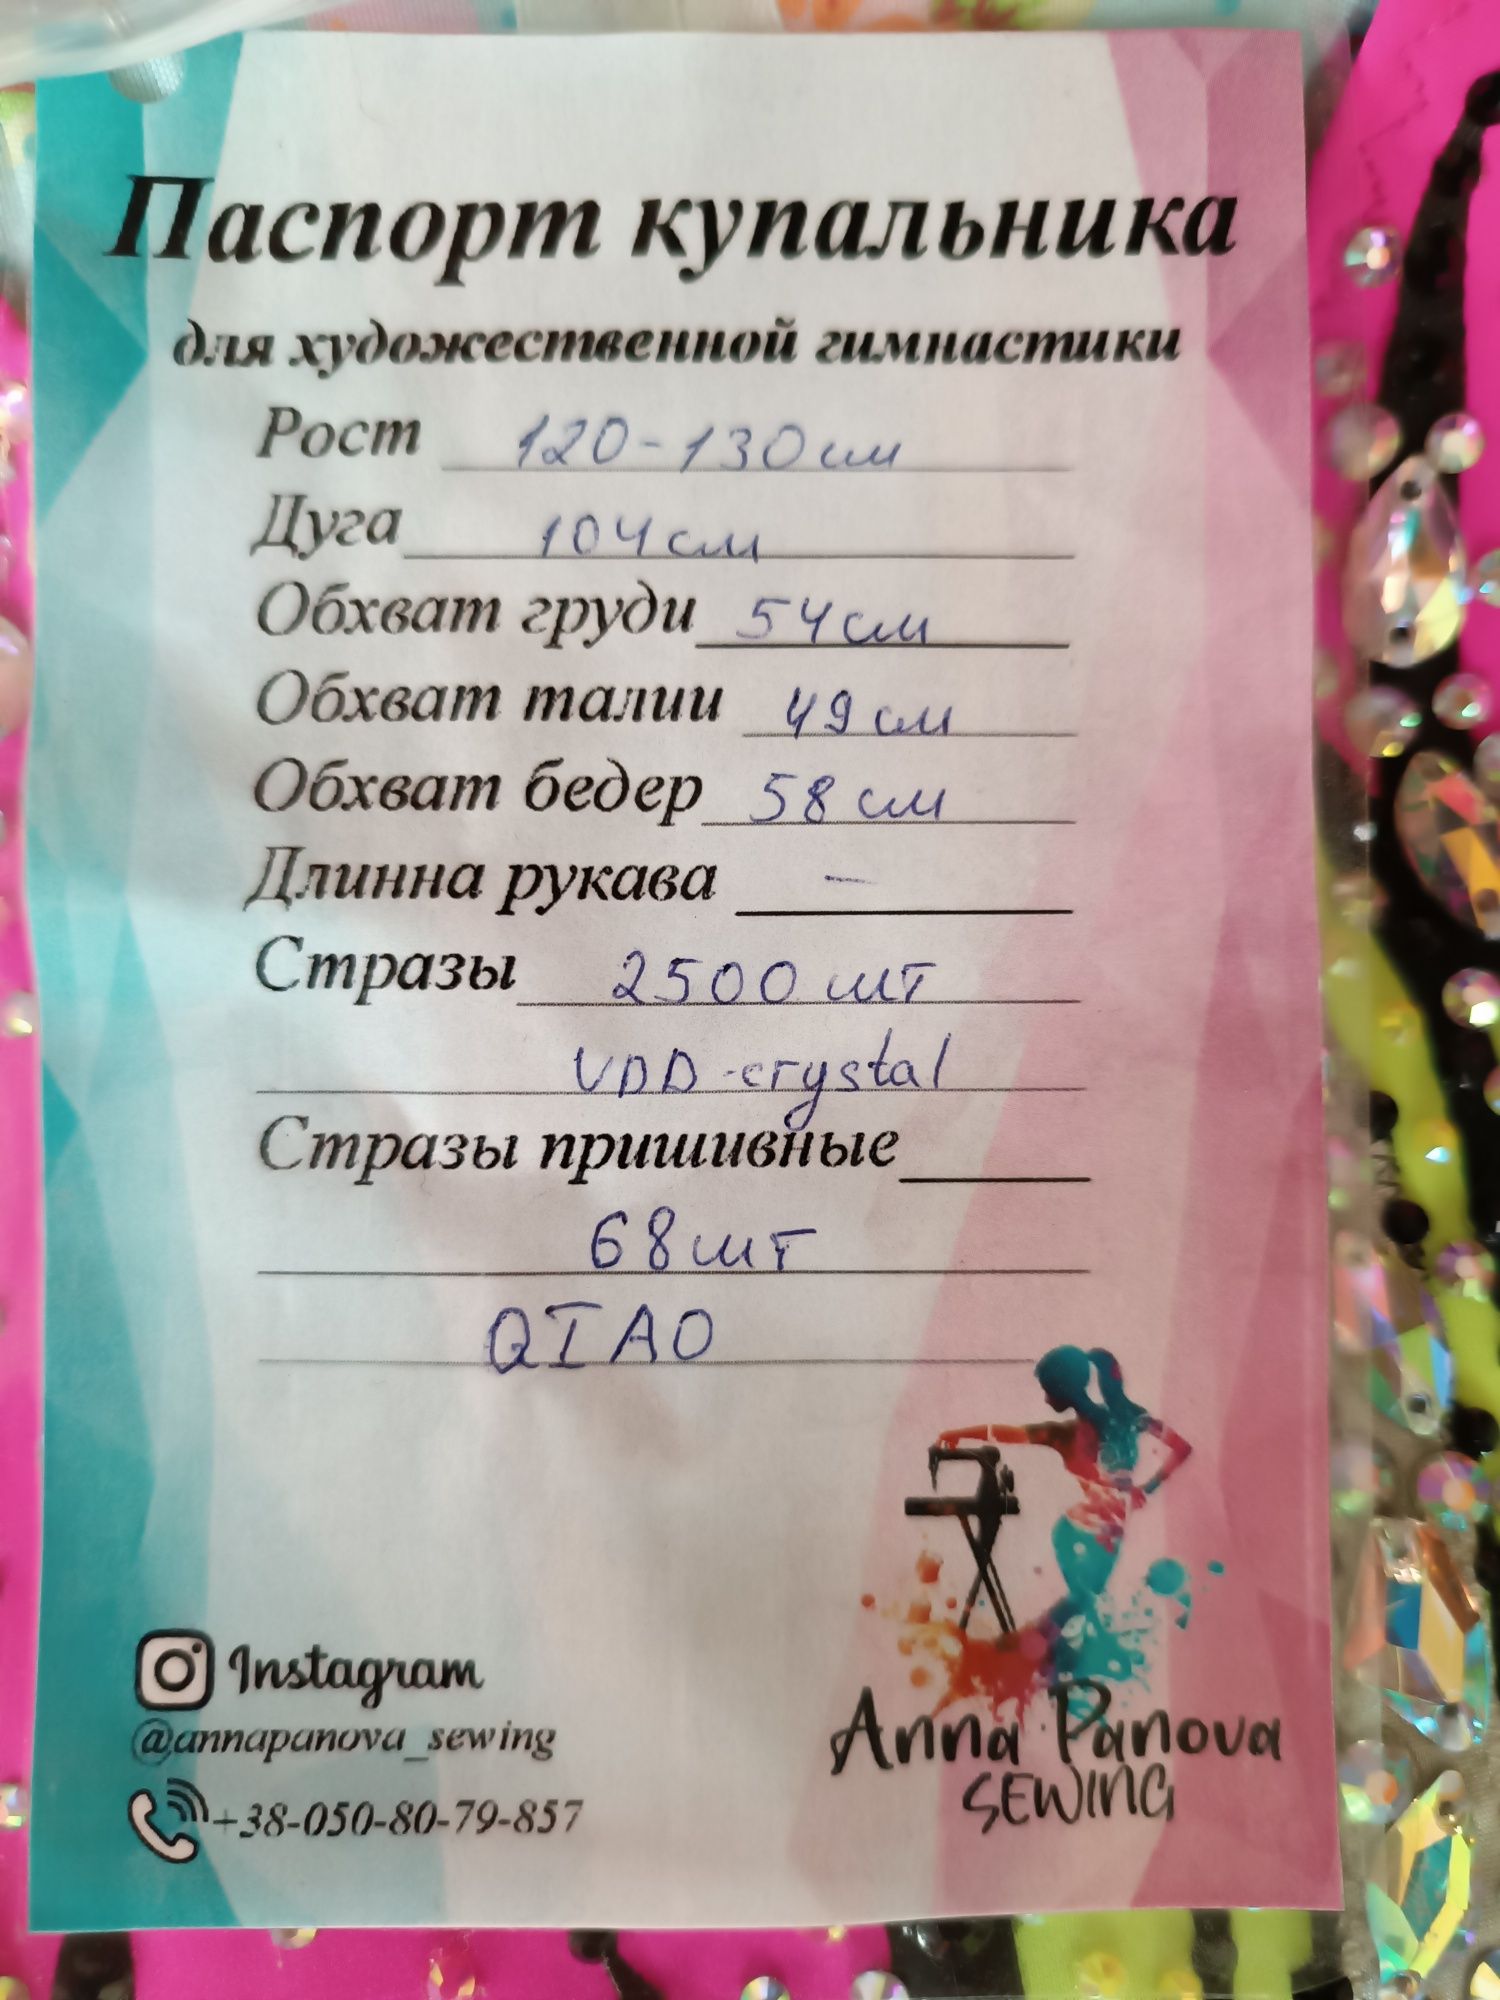 Паспорт купальника
для художественной гимнастики
Рост 120-130см
Дуга 104см
Обхват груди 54см
Обхват талии 49см
Обхват бедер 58см
Длинна рукава -
Стразы 2500шт
VDD-crystal
Стразы пришивные
68шт
QIAO
Instagram
@annapanova_sewing
+38-050-80-79-857
Anna Panova
SEWING